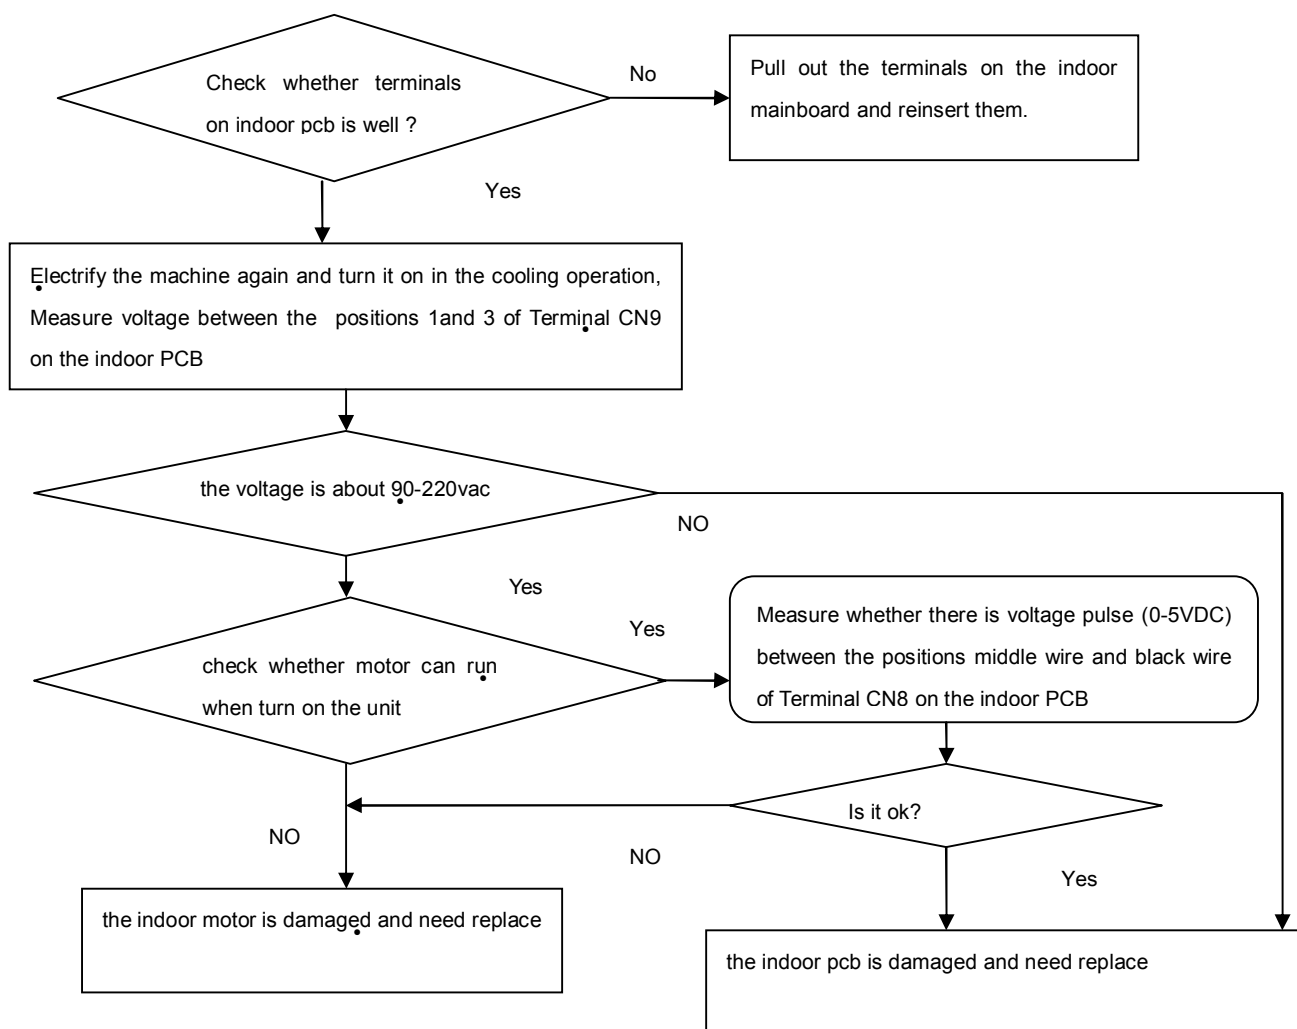 Check whether terminals
on indoor pcb is well ?
No
Pull out the terminals on the indoor
mainboard and reinsert them.
Yes
Electrify the machine again and turn it on in the cooling operation,
Measure voltage between the positions 1and 3 of Terminal CN9
on the indoor PCB
the voltage is about 90-220vac
NO
Yes
check whether motor can run
when turn on the unit
Yes
Measure whether there is voltage pulse (0-5VDC)
between the positions middle wire and black wire
of Terminal CN8 on the indoor PCB
Is it ok?
NO
NO
Yes
the indoor motor is damaged and need replace
the indoor pcb is damaged and need replace